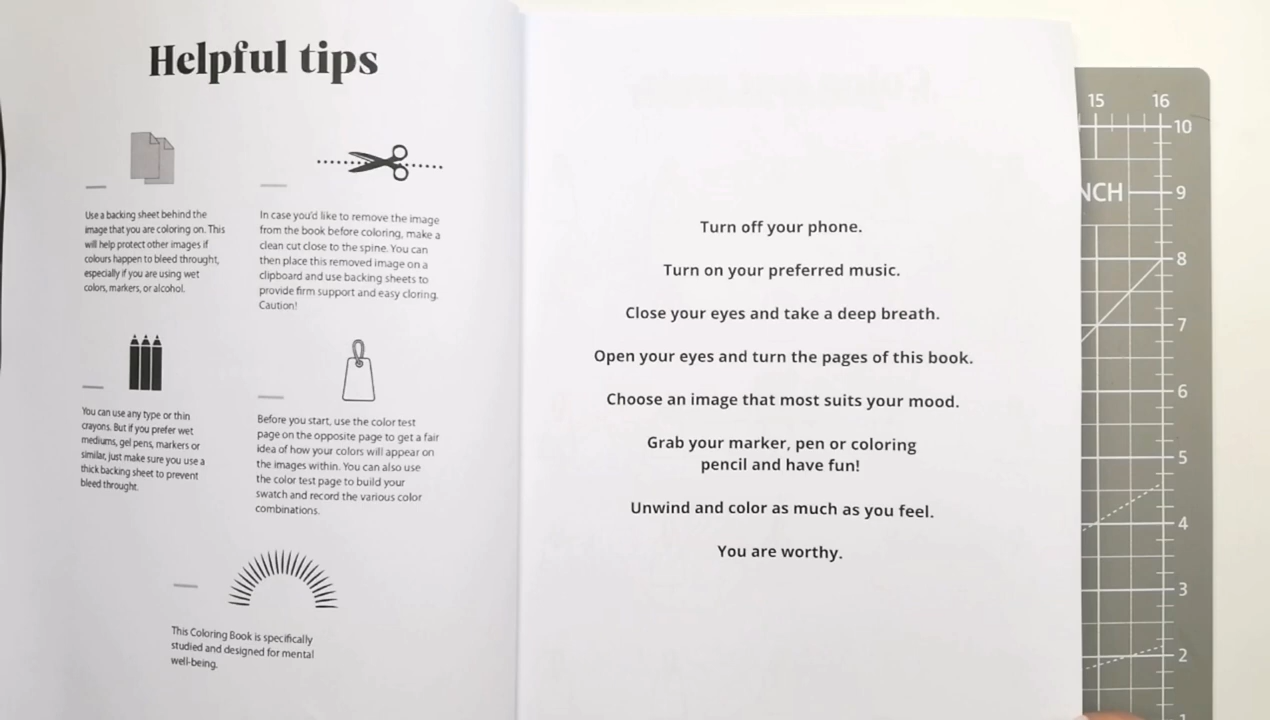 Helpful tips
Use a backing sheet behind the
image that you are coloring on. This
will help protect other images if
colours happen to bleed throught,
especially if you are using wet
colors, markers, or alcohol.
In case you'd like to remove the image
from the book before coloring, make a
clean cut close to the spine. You can
then place this removed image on a
clipboard and use backing sheets to
provide firm support and easy cloring.
Caution!
You can use any type or thin
crayons. But if you prefer wet
mediums, gel pens, markers or
similar, just make sure you use a
thick backing sheet to prevent
bleed throught.
Before you start, use the color test
page on the opposite page to get a fair
idea of how your colors will appear on
the images within. You can also use
the color test page to build your
swatch and record the various color
combinations.
This Coloring Book is specifically
studied and designed for mental
well-being.
Turn off your phone.
Turn on your preferred music.
Close your eyes and take a deep breath.
Open your eyes and turn the pages of this book.
Choose an image that most suits your mood.
Grab your marker, pen or coloring
pencil and have fun!
Unwind and color as much as you feel.
You are worthy.
15 16
10
NCH 9
8
7
6
5
4
3
2
1